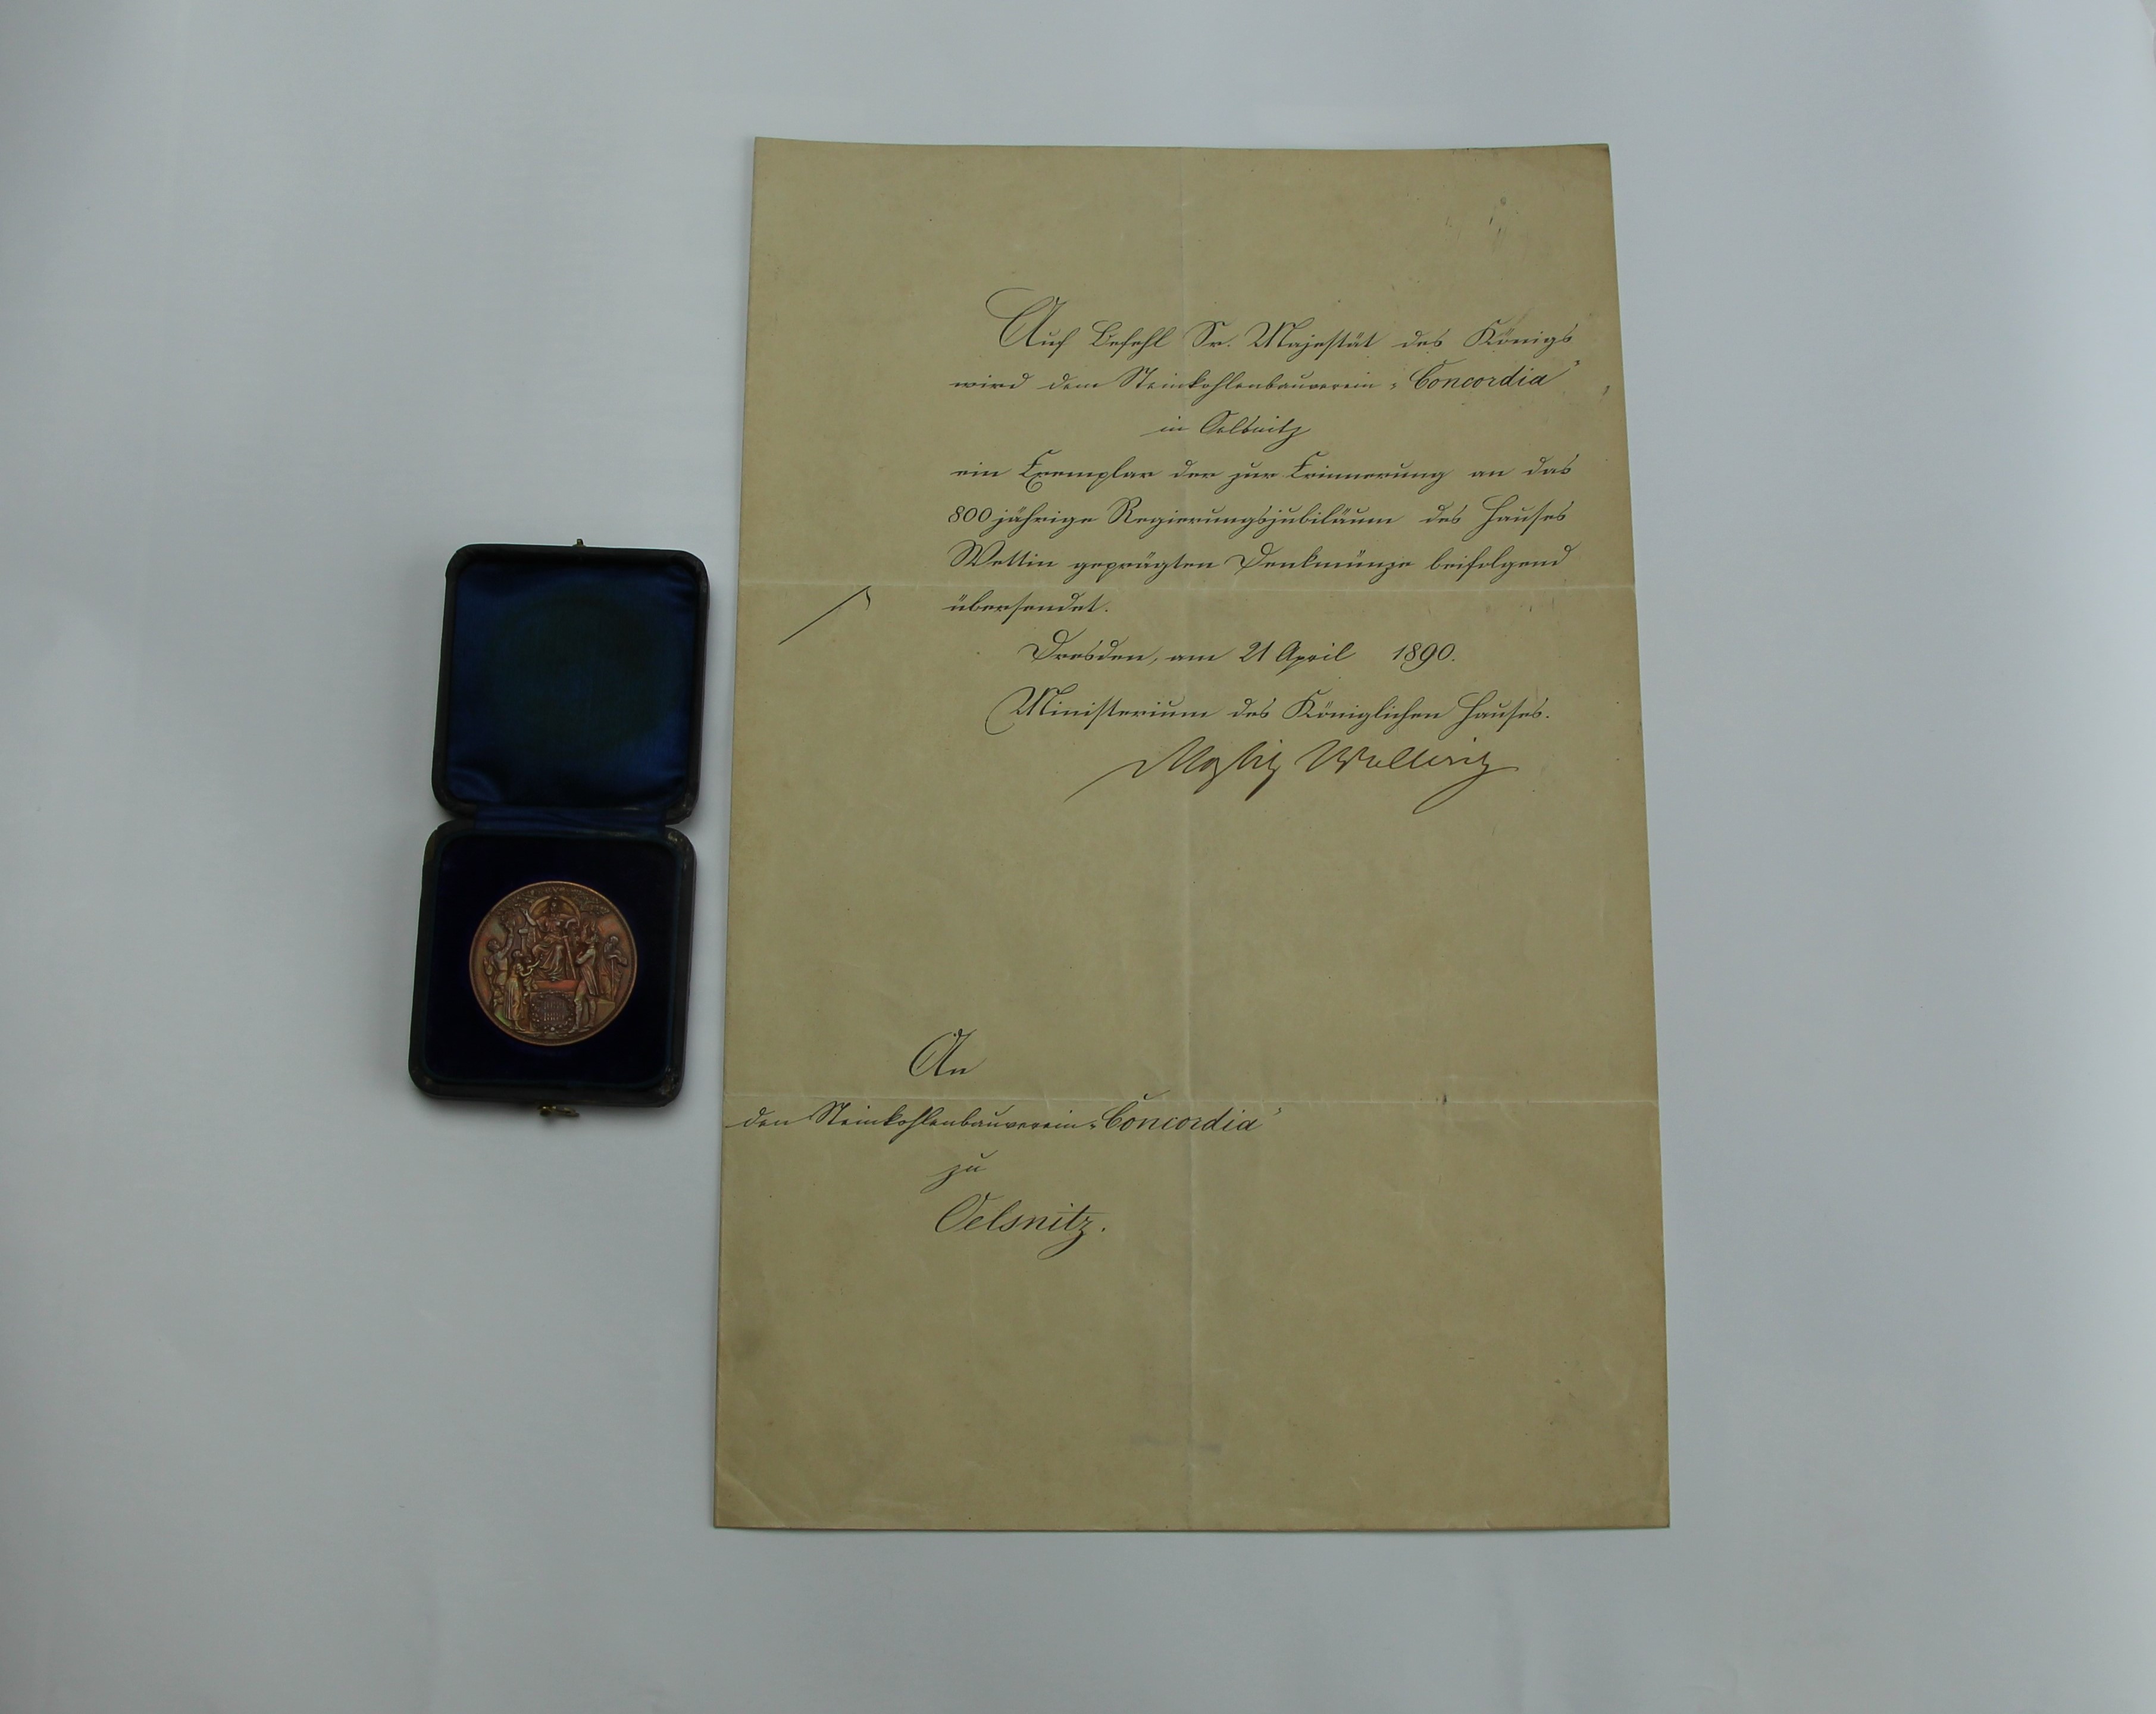 Auf Befehl Sr. Majestät des Königs
wird dem Steinkohlenbauverein „Concordia“
in Oelsnitz
ein Exemplar der zur Erinnerung an das
800jährige Regierungsjubiläum des Hauses
Wettin geprägten Denkmünze beifolgend
übersendet.
Dresden, am 21 April 1890.
Ministerium des Königlichen Hauses.
An
den Steinkohlenbauverein „Concordia“
zu
Oelsnitz.